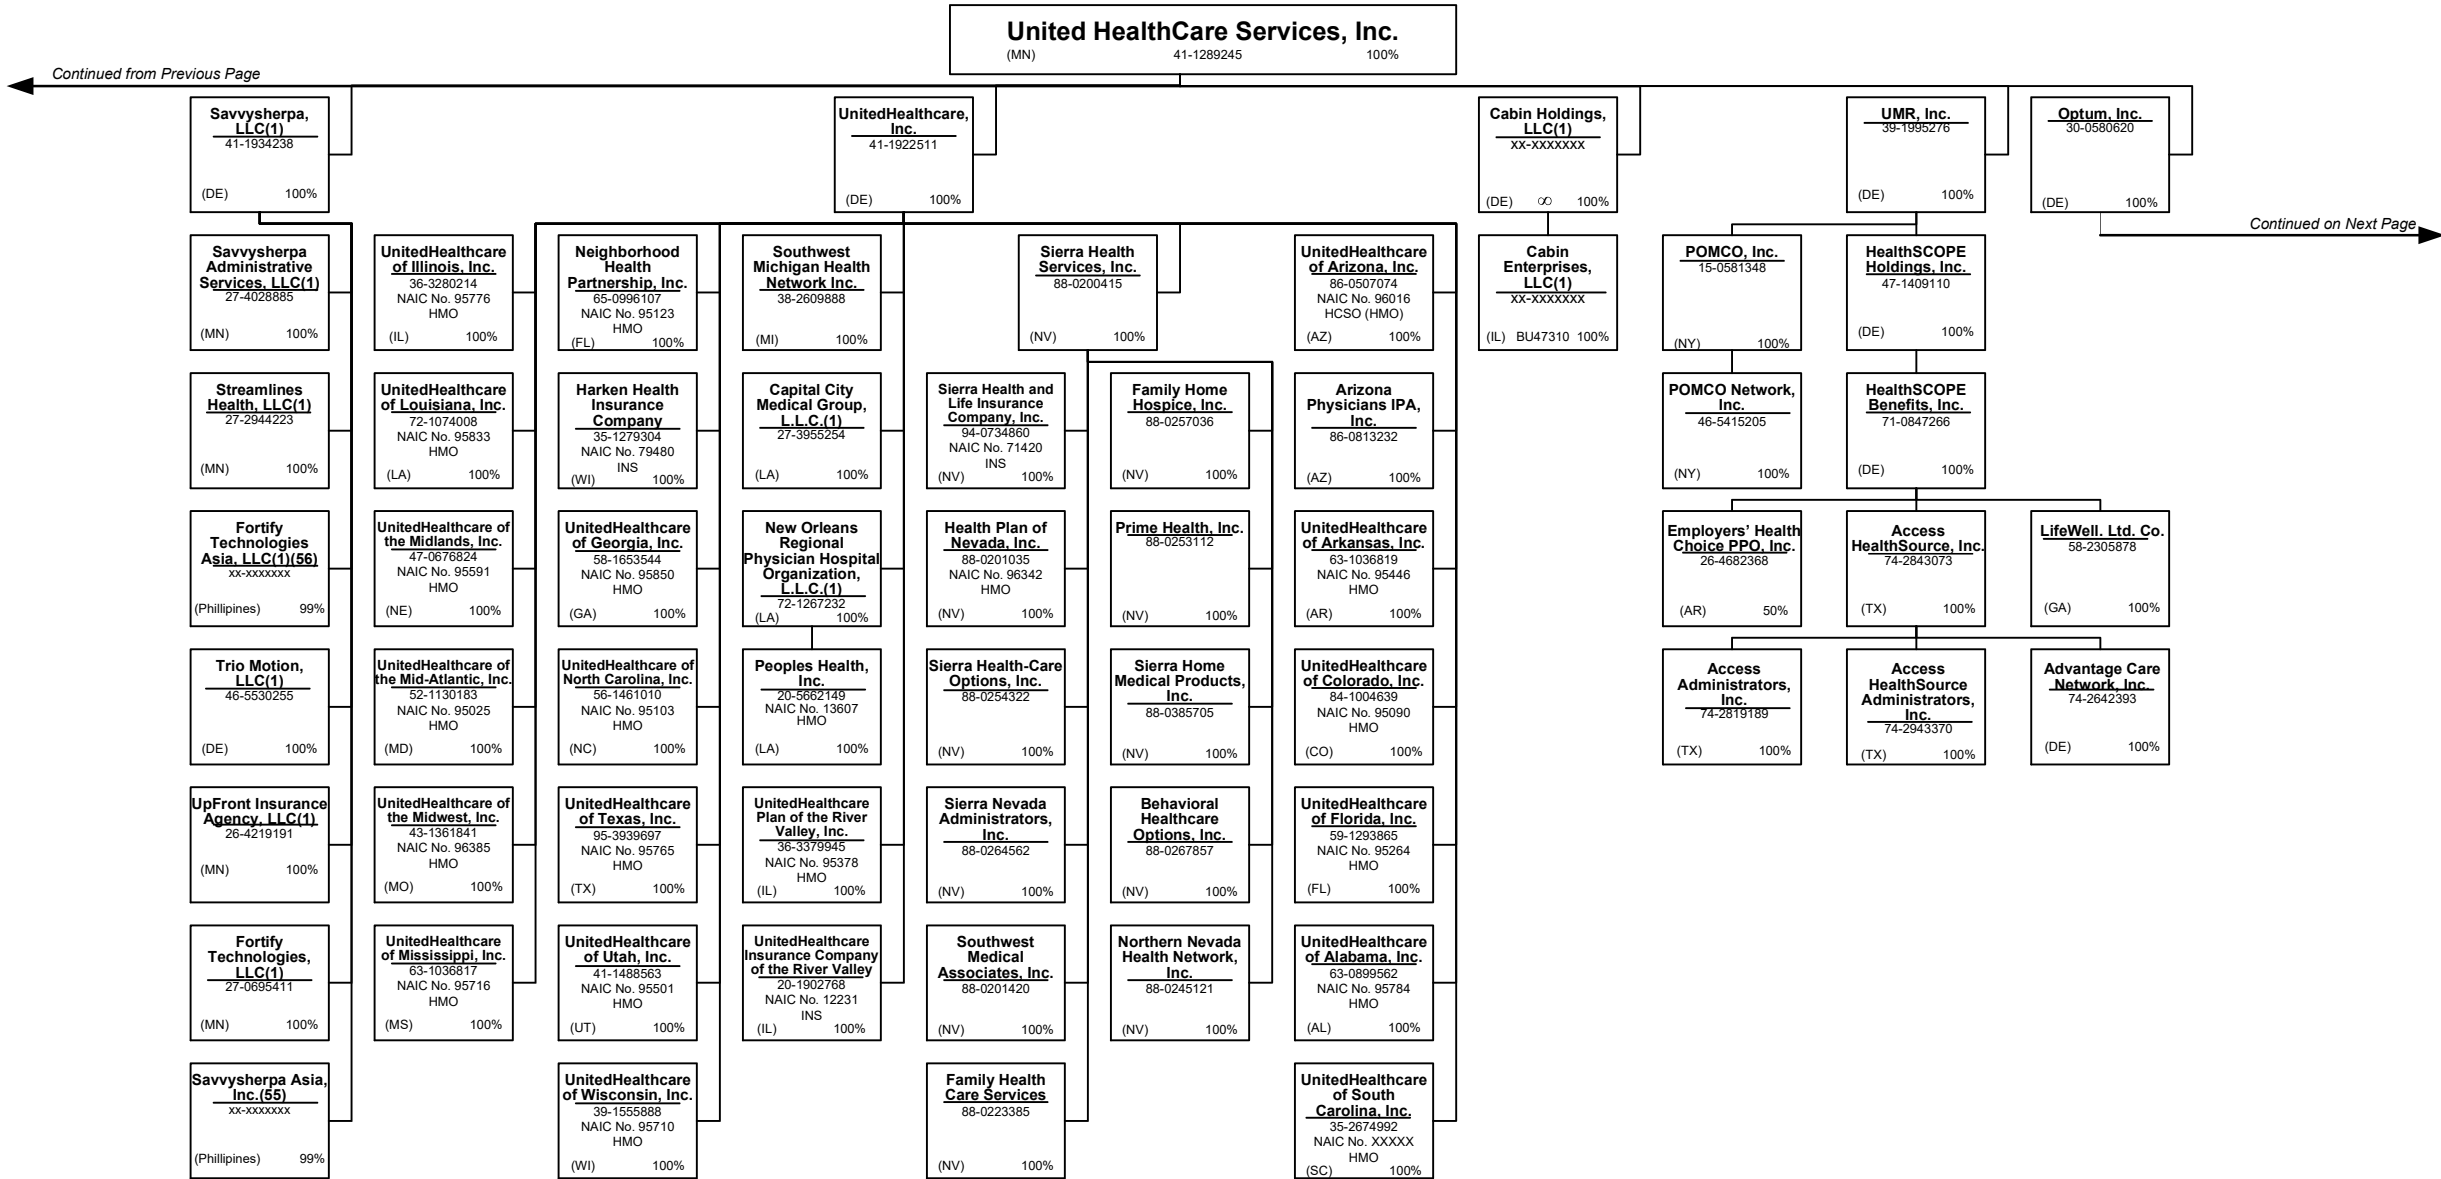 United HealthCare Services, Inc.
(MN) 41-1289245 100%
Continued from Previous Page
Savvysherpa,
LLC(1)
41-1934238
(DE) 100%
UnitedHealthcare,
Inc.
41-1922511
(DE) 100%
Cabin Holdings,
LLC(1)
xx-xxxxxxx
(DE) ∞ 100%
UMR, Inc.
39-1995276
(DE) 100%
Optum, Inc.
30-0580620
(DE) 100%
Continued on Next Page
Savvysherpa
Administrative
Services, LLC(1)
27-4028885
(MN) 100%
UnitedHealthcare
of Illinois, Inc.
36-3280214
NAIC No. 95776
HMO
(IL) 100%
Neighborhood
Health
Partnership, Inc.
65-0996107
NAIC No. 95123
HMO
(FL) 100%
Southwest
Michigan Health
Network Inc.
38-2609888
(MI) 100%
Sierra Health
Services, Inc.
88-0200415
(NV) 100%
UnitedHealthcare
of Arizona, Inc.
86-0507074
NAIC No. 96016
HCSO (HMO)
(AZ) 100%
Cabin
Enterprises,
LLC(1)
xx-xxxxxxx
(IL) BU47310 100%
POMCO, Inc.
15-0581348
(NY) 100%
HealthSCOPE
Holdings, Inc.
47-1409110
(DE) 100%
Streamlines
Health, LLC(1)
27-2944223
(MN) 100%
UnitedHealthcare
of Louisiana, Inc.
72-1074008
NAIC No. 95833
HMO
(LA) 100%
Harken Health
Insurance
Company
35-1279304
NAIC No. 79480
INS
(WI) 100%
Capital City
Medical Group,
L.L.C.(1)
27-3955254
(LA) 100%
Sierra Health and
Life Insurance
Company, Inc.
94-0734860
NAIC No. 71420
INS
(NV) 100%
Family Home
Hospice, Inc.
88-0257036
(NV) 100%
Arizona
Physicians IPA,
Inc.
86-0813232
(AZ) 100%
POMCO Network,
Inc.
46-5415205
(NY) 100%
HealthSCOPE
Benefits, Inc.
71-0847266
(DE) 100%
Fortify
Technologies
Asia, LLC(1)(56)
xx-xxxxxxx
(Phillipines) 99%
UnitedHealthcare of
the Midlands, Inc.
47-0676824
NAIC No. 95591
HMO
(NE) 100%
UnitedHealthcare
of Georgia, Inc.
58-1653544
NAIC No. 95850
HMO
(GA) 100%
New Orleans
Regional
Physician Hospital
Organization,
L.L.C.(1)
72-1267232
(LA) 100%
Health Plan of
Nevada, Inc.
88-0201035
NAIC No. 96342
HMO
(NV) 100%
Prime Health, Inc.
88-0253112
(NV) 100%
UnitedHealthcare
of Arkansas, Inc.
63-1036819
NAIC No. 95446
HMO
(AR) 100%
Employers’ Health
Choice PPO, Inc.
26-4682368
(AR) 50%
Access
HealthSource, Inc.
74-2843073
(TX) 100%
LifeWell. Ltd. Co.
58-2305878
(GA) 100%
Trio Motion,
LLC(1)
46-5530255
(DE) 100%
UnitedHealthcare of
the Mid-Atlantic, Inc.
52-1130183
NAIC No. 95025
HMO
(MD) 100%
UnitedHealthcare of
North Carolina, Inc.
56-1461010
NAIC No. 95103
HMO
(NC) 100%
Peoples Health,
Inc.
20-5662149
NAIC No. 13607
HMO
(LA) 100%
Sierra Health-Care
Options, Inc.
88-0254322
(NV) 100%
Sierra Home
Medical Products,
Inc.
88-0385705
(NV) 100%
UnitedHealthcare
of Colorado, Inc.
84-1004639
NAIC No. 95090
HMO
(CO) 100%
Access
Administrators,
Inc.
74-2819189
(TX) 100%
Access
HealthSource
Administrators,
Inc.
74-2943370
(TX) 100%
Advantage Care
Network, Inc.
74-2642393
(DE) 100%
UpFront Insurance
Agency, LLC(1)
26-4219191
(MN) 100%
UnitedHealthcare of
the Midwest, Inc.
43-1361841
NAIC No. 96385
HMO
(MO) 100%
UnitedHealthcare
of Texas, Inc.
95-3939697
NAIC No. 95765
HMO
(TX) 100%
UnitedHealthcare
Plan of the River
Valley, Inc.
36-3379945
NAIC No. 95378
HMO
(IL) 100%
Sierra Nevada
Administrators,
Inc.
88-0264562
(NV) 100%
Behavioral
Healthcare
Options, Inc.
88-0267857
(NV) 100%
UnitedHealthcare
of Florida, Inc.
59-1293865
NAIC No. 95264
HMO
(FL) 100%
Fortify
Technologies,
LLC(1)
27-0695411
(MN) 100%
UnitedHealthcare
of Mississippi, Inc.
63-1036817
NAIC No. 95716
HMO
(MS) 100%
UnitedHealthcare
of Utah, Inc.
41-1488563
NAIC No. 95501
HMO
(UT) 100%
UnitedHealthcare
Insurance Company
of the River Valley
20-1902768
NAIC No. 12231
INS
(IL) 100%
Southwest
Medical
Associates, Inc.
88-0201420
(NV) 100%
Northern Nevada
Health Network,
Inc.
88-0245121
(NV) 100%
UnitedHealthcare
of Alabama, Inc.
63-0899562
NAIC No. 95784
HMO
(AL) 100%
Savvysherpa Asia,
Inc.(55)
xx-xxxxxxx
(Phillipines) 99%
UnitedHealthcare
of Wisconsin, Inc.
39-1555888
NAIC No. 95710
HMO
(WI) 100%
Family Health
Care Services
88-0223385
(NV) 100%
UnitedHealthcare
of South
Carolina, Inc.
35-2674992
NAIC No. XXXXX
HMO
(SC) 100%